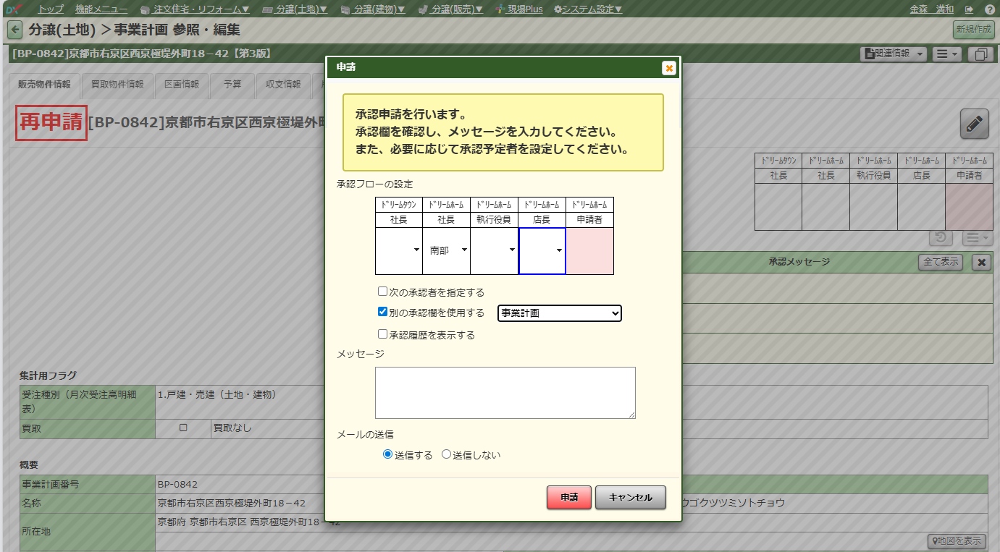 DX トップ 機能メニュー 注文住宅・リフォーム▼ 分譲(土地)▼ 分譲(建物)▼ 分譲(販売)▼ 現場Plus システム設定▼ 金森 満和
分譲(土地) ＞事業計画 参照・編集 新規作成
[BP-0842]京都市右京区西京極堤外町18－42【第3版】 関連情報
販売物件情報 買取物件情報 区画情報 予算 収支情報
再申請 [BP-0842]京都市右京区西京極堤外町
ﾄﾞﾘｰﾑﾀｳﾝ ﾄﾞﾘｰﾑﾎｰﾑ ﾄﾞﾘｰﾑﾎｰﾑ ﾄﾞﾘｰﾑﾎｰﾑ ﾄﾞﾘｰﾑﾎｰﾑ
社長 社長 執行役員 店長 申請者
承認メッセージ 全て表示
集計用フラグ
受注種別（月次受注高明細表） 1.戸建・売建（土地・建物）
買取 買取なし
概要
事業計画番号 BP-0842
名称 京都市右京区西京極堤外町18－42 ウゴクツツミソトチョウ
所在地 京都府 京都市右京区 西京極堤外町18－42
地図を表示
申請
承認申請を行います。
承認欄を確認し、メッセージを入力してください。
また、必要に応じて承認予定者を設定してください。
承認フローの設定
ﾄﾞﾘｰﾑﾀｳﾝ ﾄﾞﾘｰﾑﾎｰﾑ ﾄﾞﾘｰﾑﾎｰﾑ ﾄﾞﾘｰﾑﾎｰﾑ ﾄﾞﾘｰﾑﾎｰﾑ
社長 社長 執行役員 店長 申請者
南部
次の承認者を指定する
別の承認欄を使用する 事業計画
承認履歴を表示する
メッセージ
メールの送信
送信する 送信しない
申請 キャンセル